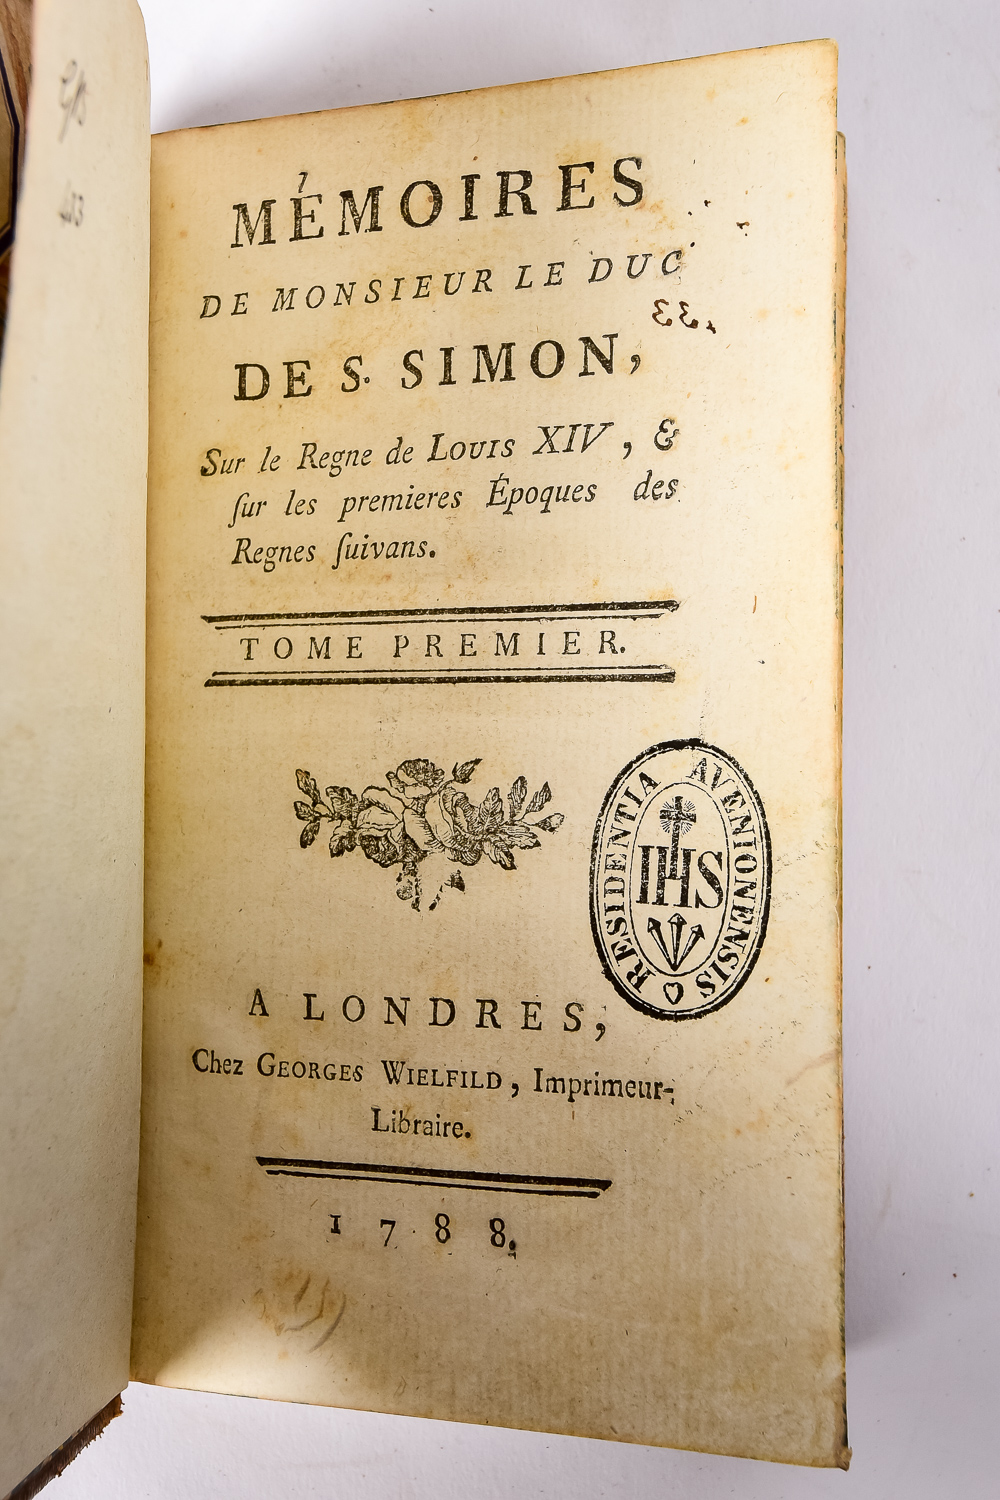 MÉMOIRES
DE MONSIEUR LE DUC
DE S. SIMON,
Sur le Regne de Louis XIV, &
ſur les premieres Époques des
Regnes ſuivans.
TOME PREMIER.
RESIDENTIA AVENIONENSIS
IHS
A LONDRES,
Chez GEORGES WIELFILD, Imprimeur-
Libraire.
1788.